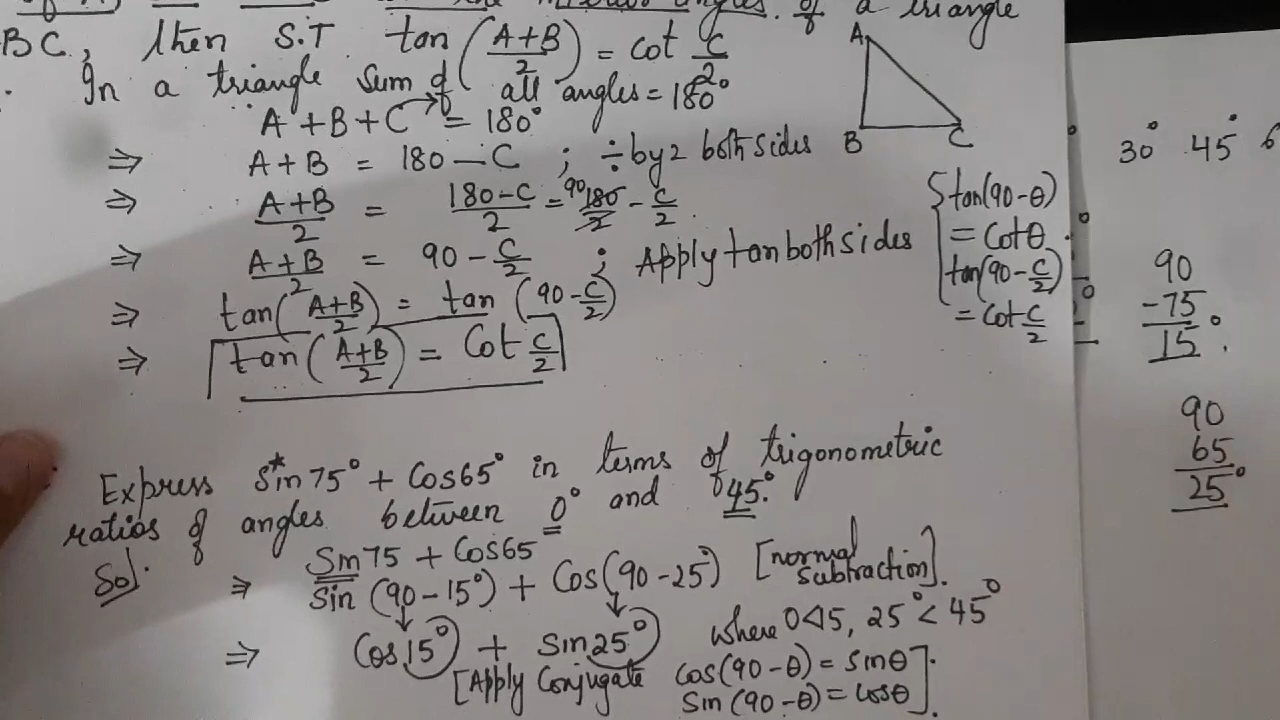 interior angles. of a triangle
BC, then S.T tan (A+B/2) = cot C/2
In a triangle sum of all angles = 180°
A + B + C = 180°
⇒ A + B = 180 - C ; ÷ by 2 both sides
⇒ A+B/2 = 180-C/2 = 90 180/2 - C/2.
⇒ A+B/2 = 90 - C/2 ; Apply tan both sides
⇒ tan(A+B/2) = tan (90 - C/2)
⇒ tan(A+B/2) = Cot C/2
A
B
C
{tan(90-θ)
= Cotθ
tan(90-C/2)
= Cot C/2
Express Sin 75° + Cos 65° in terms of trigonometric
ratios of angles between 0° and 45°.
Sol. Sin 75 + Cos 65
⇒ Sin (90-15°) + Cos (90-25°) [normal subtraction].
⇒ Cos 15° + Sin 25° where 0<15, 25° < 45°
[Apply Conjugate cos(90-θ) = sinθ
Sin (90-θ) = cosθ].
30° 45° 6
90
-75
15°.
90
65
25°